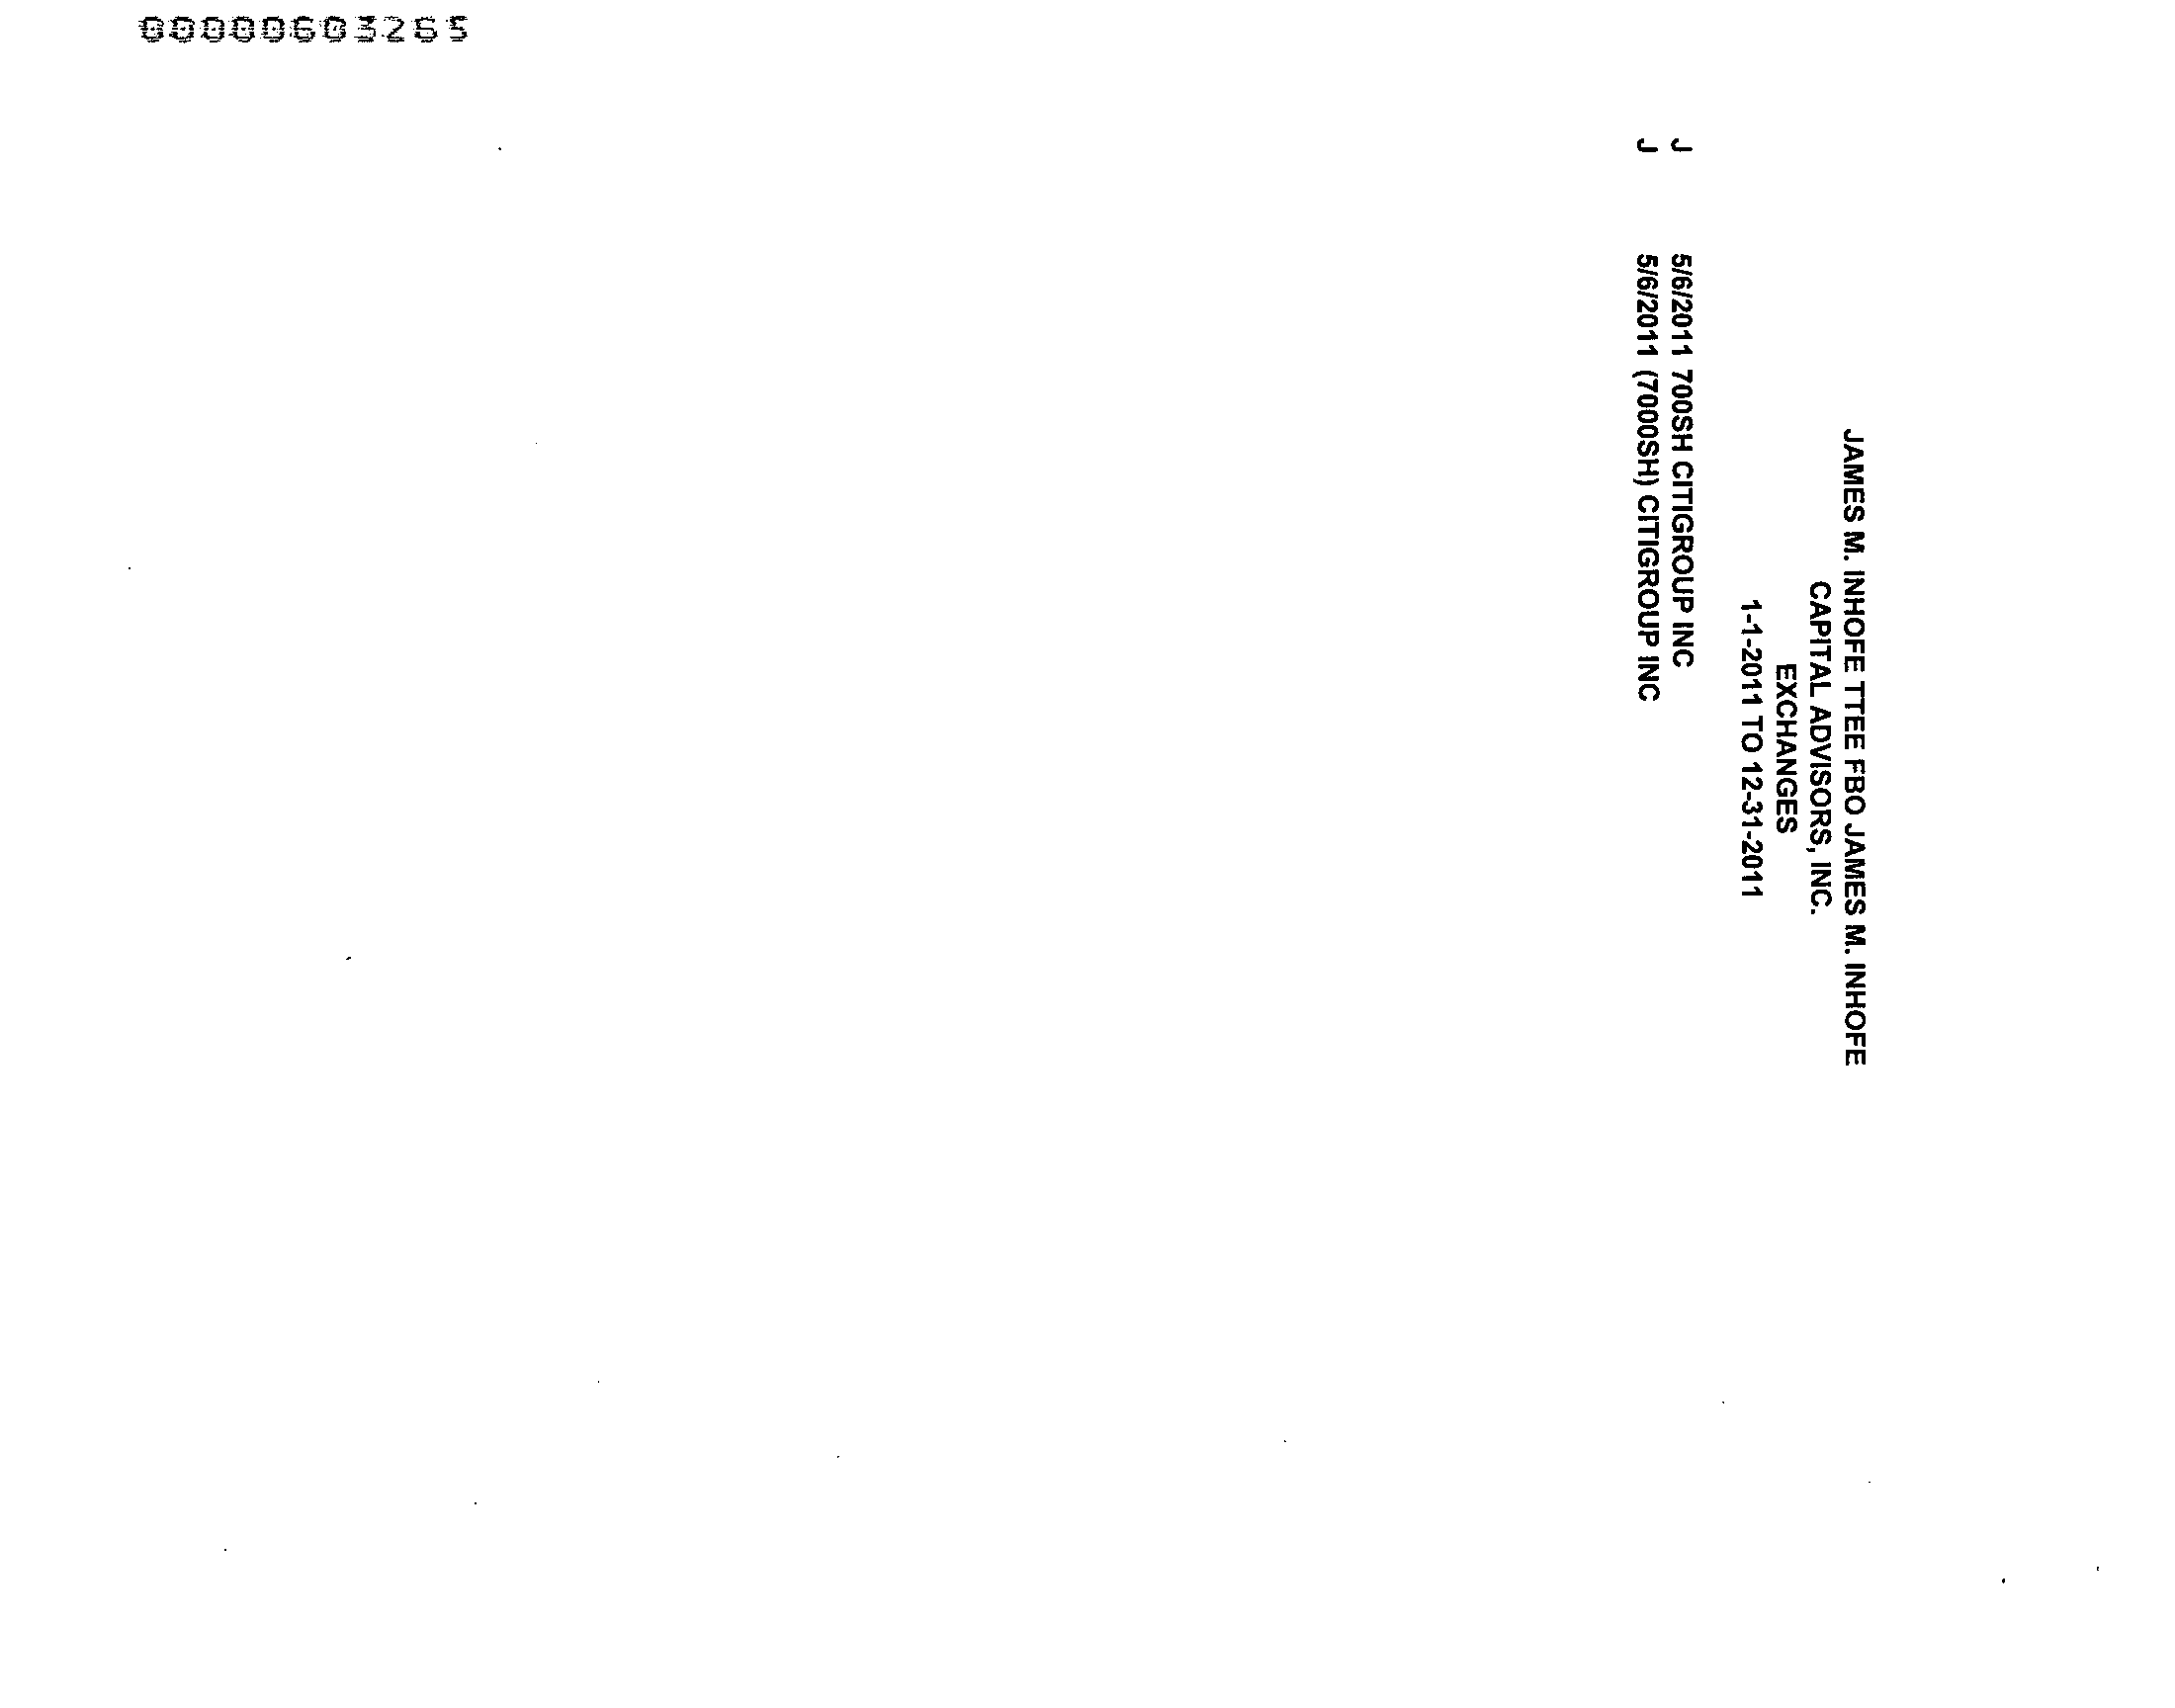 00000603265
JAMES M. INHOFE TTEE FBO JAMES M. INHOFE
CAPITAL ADVISORS, INC.
EXCHANGES
1-1-2011 TO 12-31-2011
J 5/6/2011 700SH CITIGROUP INC
J 5/6/2011 (7000SH) CITIGROUP INC